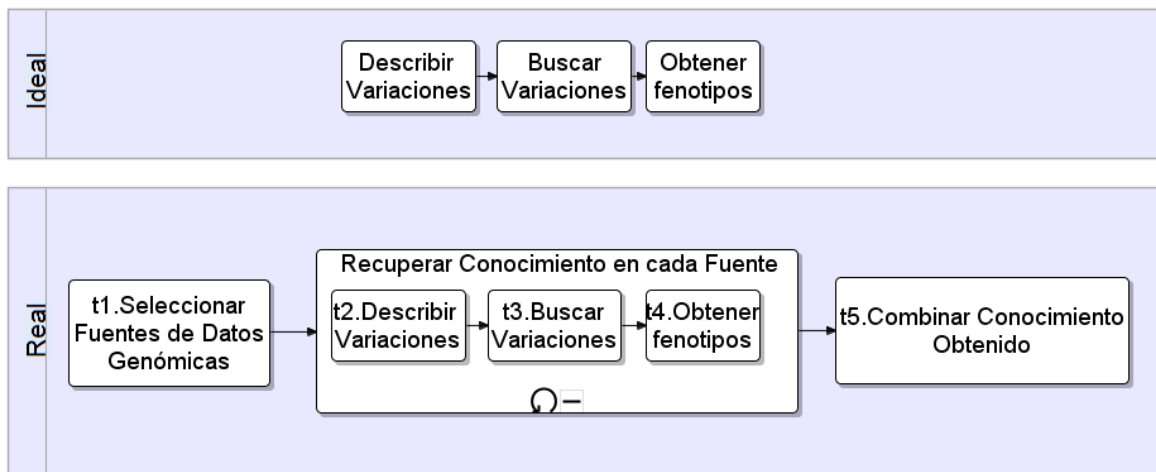 Ideal
Describir
Variaciones
Buscar
Variaciones
Obtener
fenotipos
Real
t1.Seleccionar
Fuentes de Datos
Genómicas
Recuperar Conocimiento en cada Fuente
t2.Describir
Variaciones
t3.Buscar
Variaciones
t4.Obtener
fenotipos
t5.Combinar Conocimiento
Obtenido